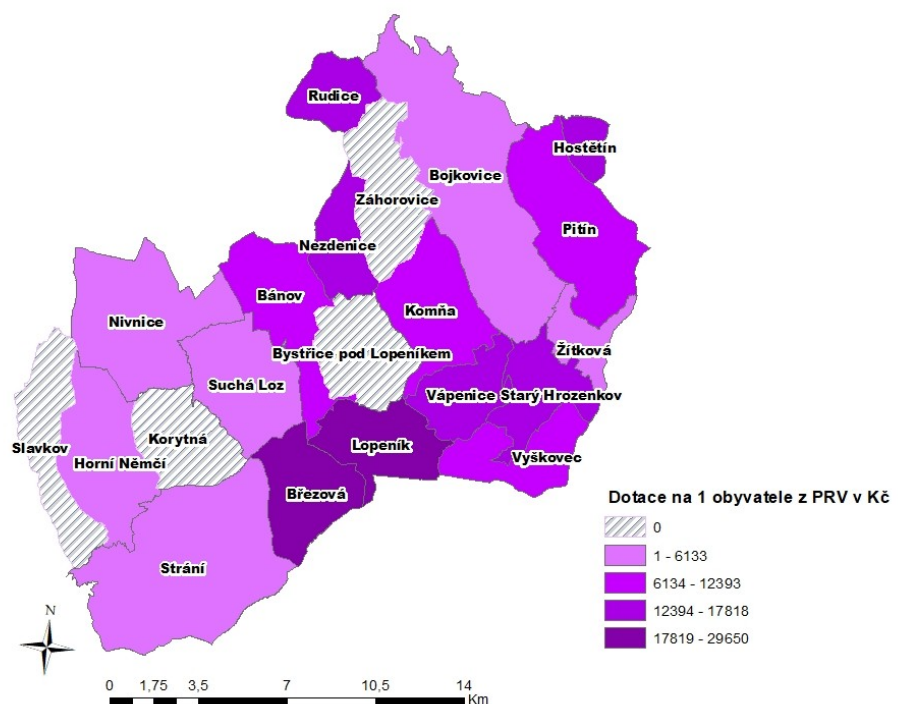 Rudice
Hostětín
Bojkovice
Záhorovice
Pitín
Nezdenice
Bánov
Komňa
Nivnice
Žítková
Bystřice pod Lopeníkem
Suchá Loz
Vápenice
Starý Hrozenkov
Slavkov
Korytná
Lopeník
Horní Němčí
Vyškovec
Březová
Strání
Dotace na 1 obyvatele z PRV v Kč
0
1 - 6133
6134 - 12393
12394 - 17818
17819 - 29650
N
0 1,75 3,5 7 10,5 14
Km